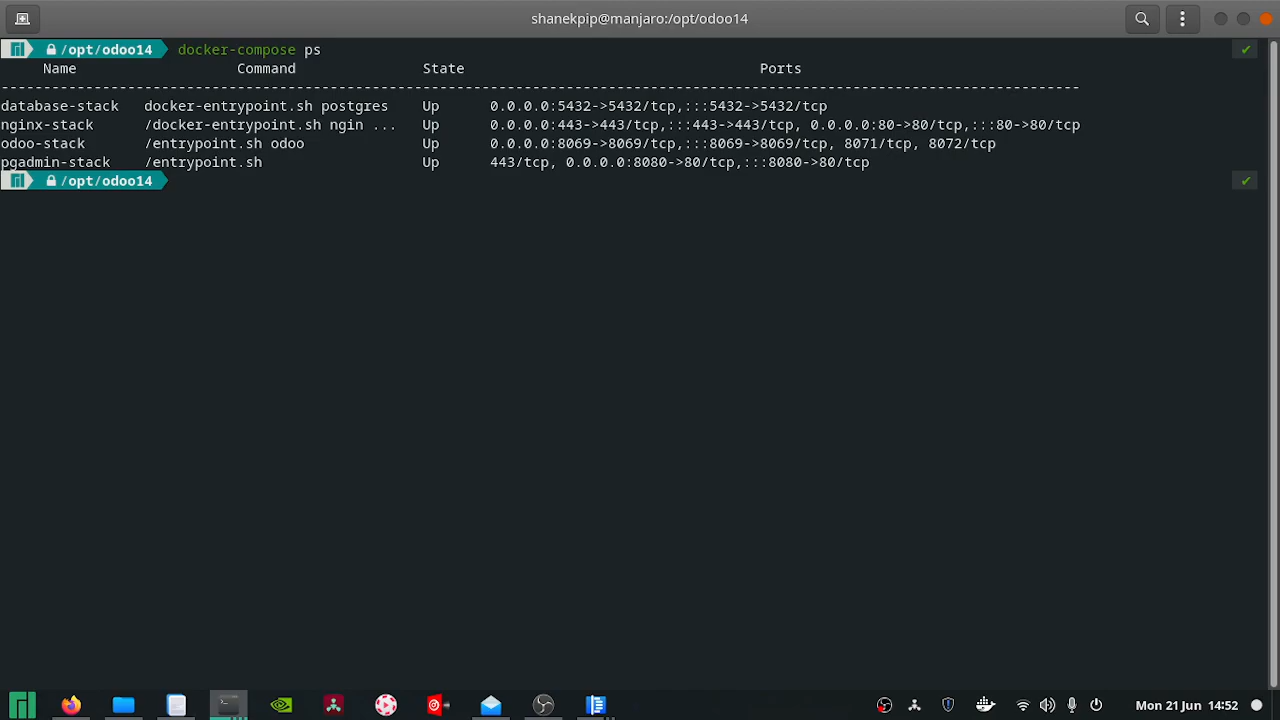 shanekpip@manjaro:/opt/odoo14
/opt/odoo14 docker-compose ps
Name Command State Ports
--------------------------------------------------------------------------------------------------------------------------------
database-stack docker-entrypoint.sh postgres Up 0.0.0.0:5432->5432/tcp,:::5432->5432/tcp
nginx-stack /docker-entrypoint.sh ngin ... Up 0.0.0.0:443->443/tcp,:::443->443/tcp, 0.0.0.0:80->80/tcp,:::80->80/tcp
odoo-stack /entrypoint.sh odoo Up 0.0.0.0:8069->8069/tcp,:::8069->8069/tcp, 8071/tcp, 8072/tcp
pgadmin-stack /entrypoint.sh Up 443/tcp, 0.0.0.0:8080->80/tcp,:::8080->80/tcp
/opt/odoo14
Mon 21 Jun 14:52